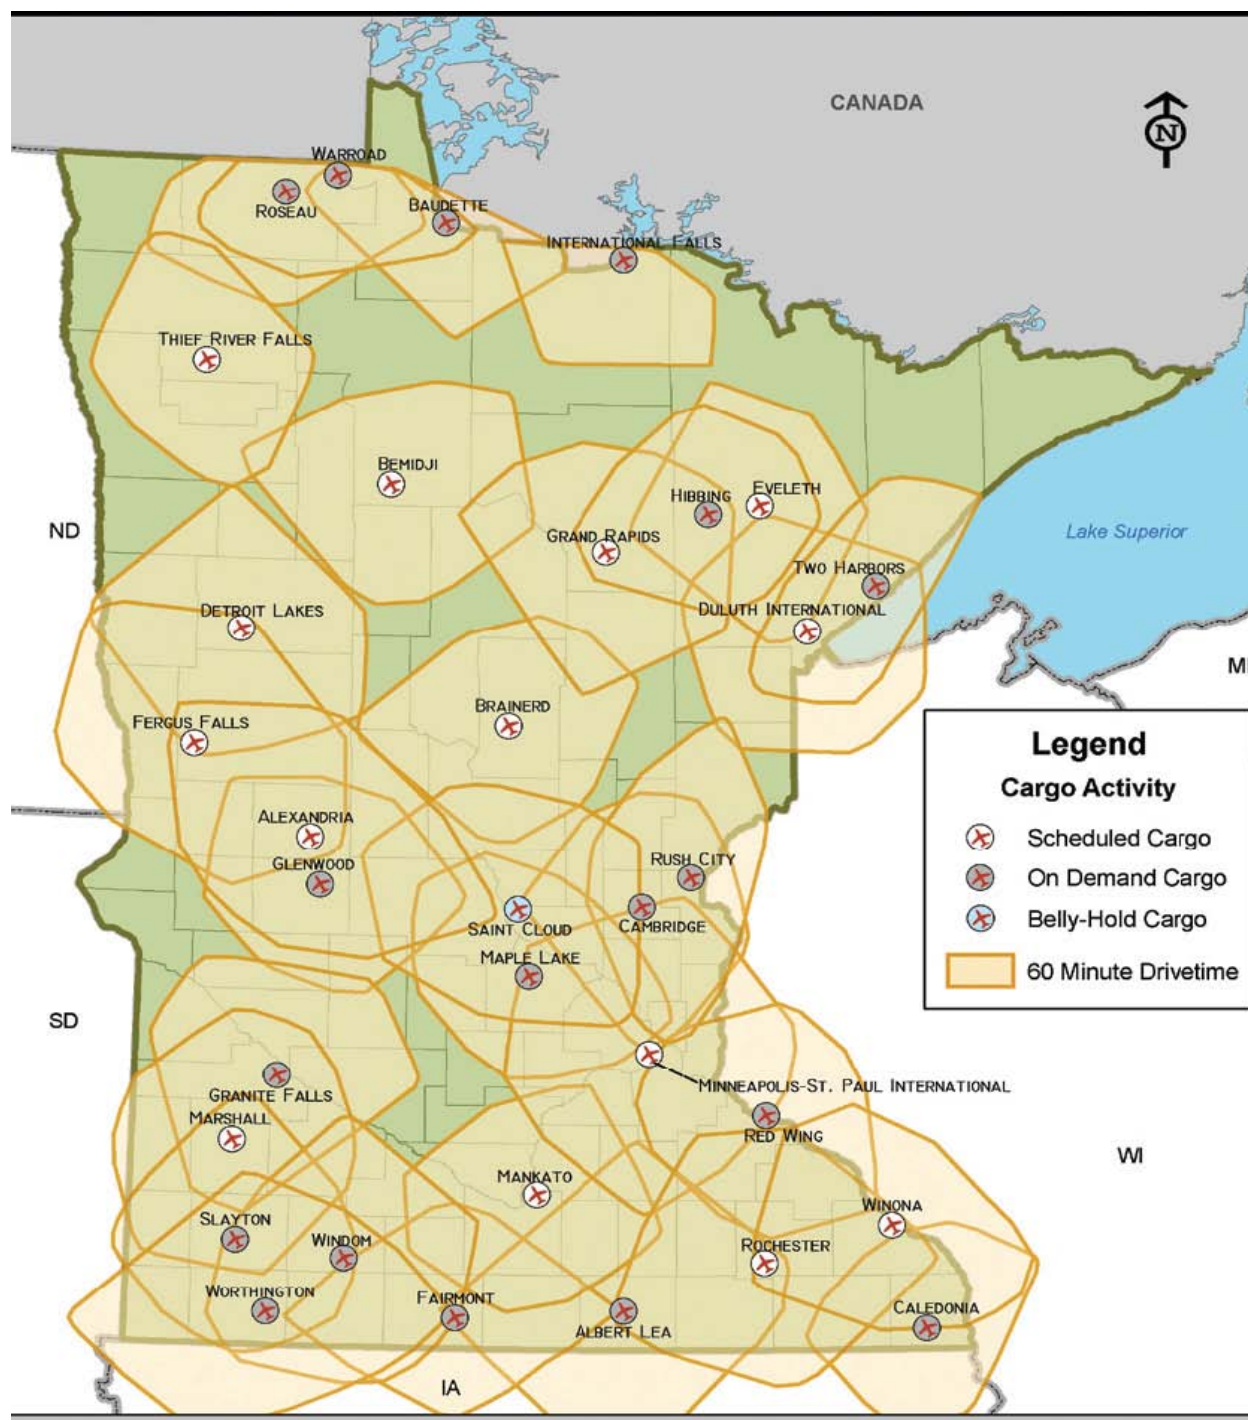 CANADA
N
WARROAD
ROSEAU
BAUDETTE
INTERNATIONAL FALLS
THIEF RIVER FALLS
BEMIDJI
HIBBING
EVELETH
ND
GRAND RAPIDS
Lake Superior
TWO HARBORS
DETROIT LAKES
DULUTH INTERNATIONAL
MI
BRAINERD
FERGUS FALLS
Legend
Cargo Activity
Scheduled Cargo
On Demand Cargo
Belly-Hold Cargo
60 Minute Drivetime
ALEXANDRIA
GLENWOOD
RUSH CITY
SAINT CLOUD
CAMBRIDGE
MAPLE LAKE
SD
MINNEAPOLIS-ST. PAUL INTERNATIONAL
GRANITE FALLS
MARSHALL
RED WING
WI
MANKATO
WINONA
SLAYTON
WINDOM
ROCHESTER
WORTHINGTON
FAIRMONT
CALEDONIA
ALBERT LEA
IA